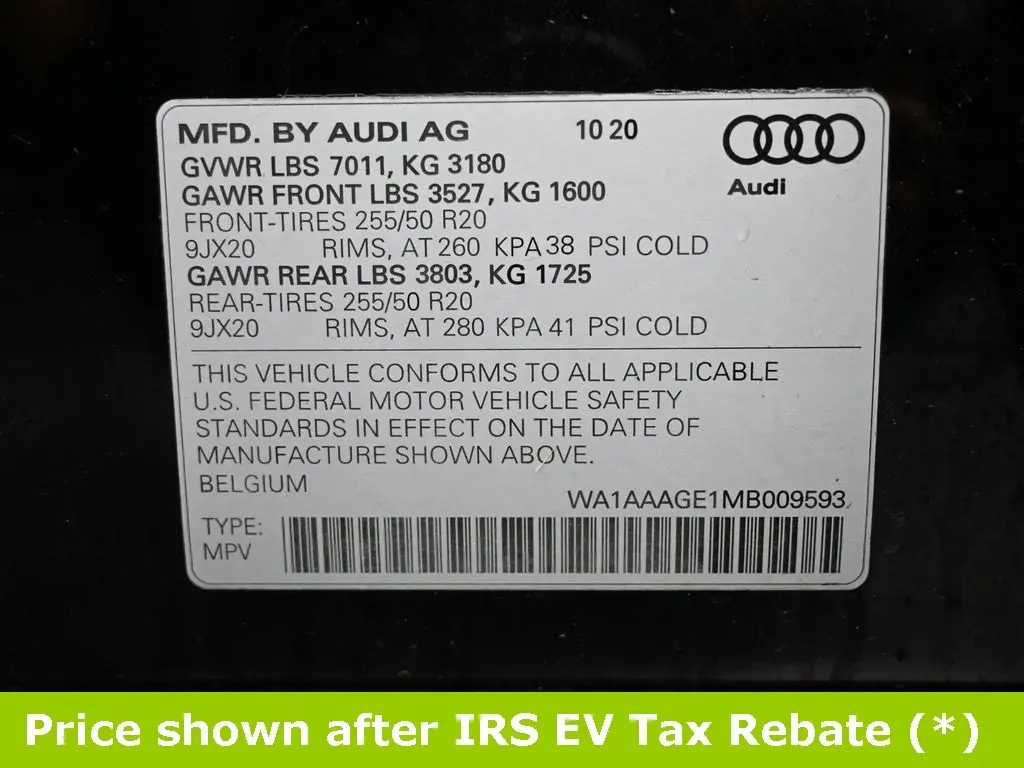 MFD. BY AUDI AG 10 20
Audi
GVWR LBS 7011, KG 3180
GAWR FRONT LBS 3527, KG 1600
FRONT-TIRES 255/50 R20
9JX20 RIMS, AT 260 KPA 38 PSI COLD
GAWR REAR LBS 3803, KG 1725
REAR-TIRES 255/50 R20
9JX20 RIMS, AT 280 KPA 41 PSI COLD
THIS VEHICLE CONFORMS TO ALL APPLICABLE
U.S. FEDERAL MOTOR VEHICLE SAFETY
STANDARDS IN EFFECT ON THE DATE OF
MANUFACTURE SHOWN ABOVE.
BELGIUM
WA1AAAGE1MB009593
TYPE:
MPV
Price shown after IRS EV Tax Rebate (*)